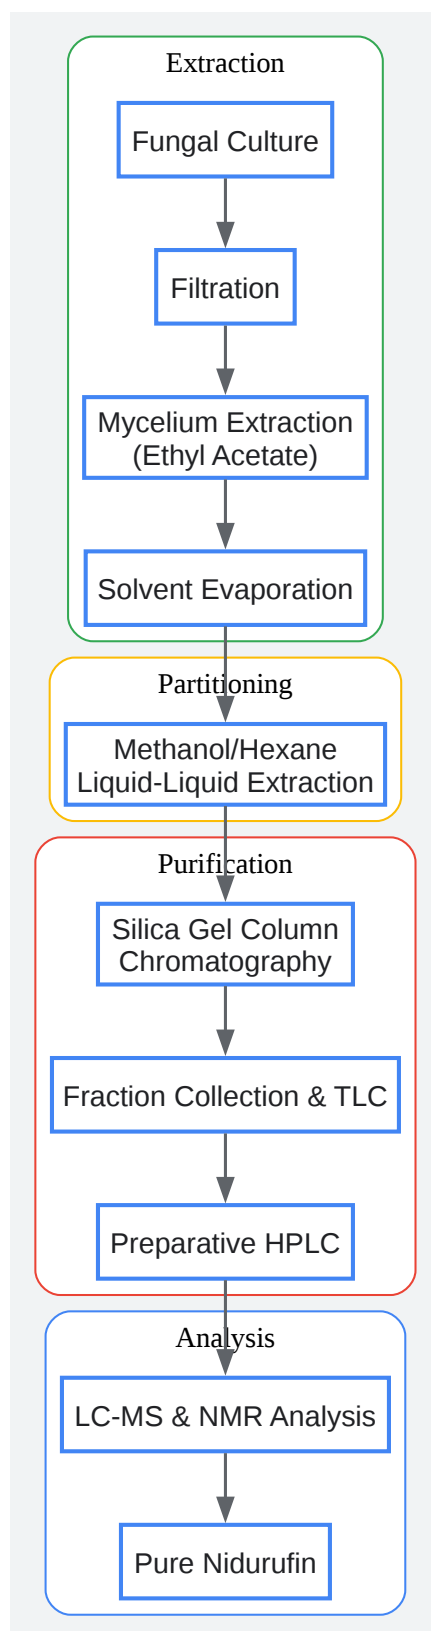 Extraction
Fungal Culture
Filtration
Mycelium Extraction
(Ethyl Acetate)
Solvent Evaporation
Partitioning
Methanol/Hexane
Liquid-Liquid Extraction
Purification
Silica Gel Column
Chromatography
Fraction Collection & TLC
Preparative HPLC
Analysis
LC-MS & NMR Analysis
Pure Nidurufin